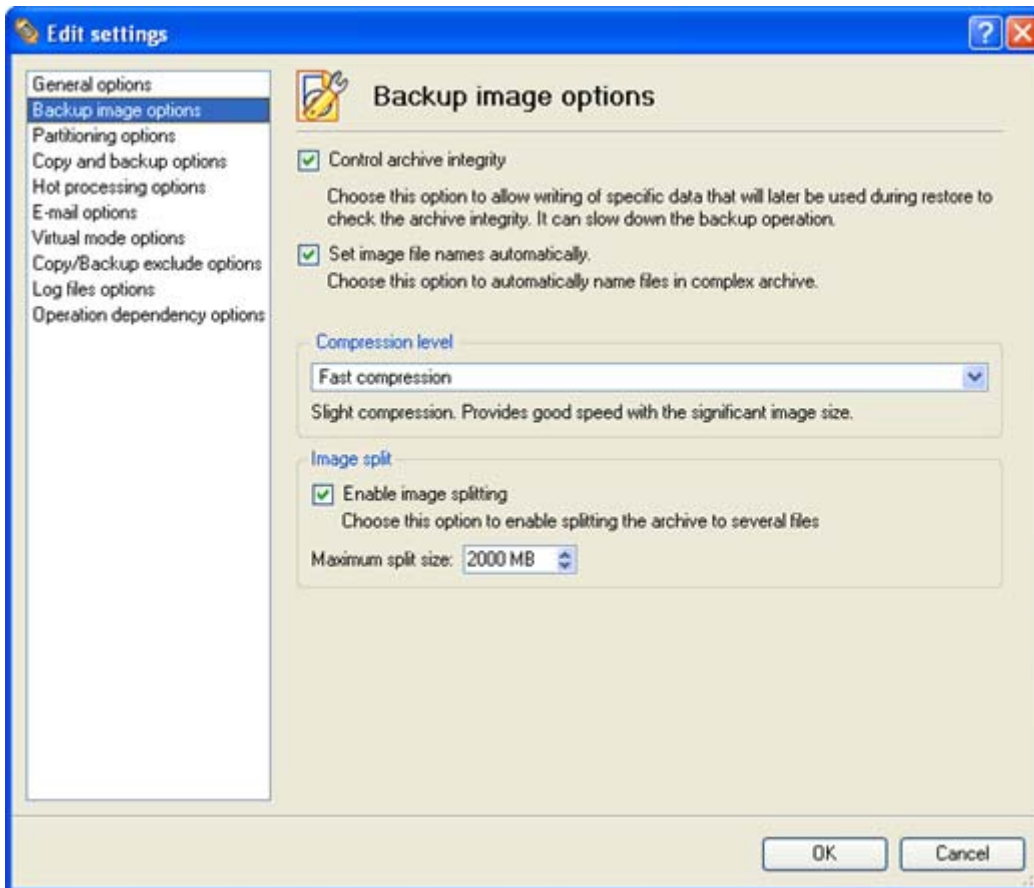 Edit settings
General options
Backup image options
Partitioning options
Copy and backup options
Hot processing options
E-mail options
Virtual mode options
Copy/Backup exclude options
Log files options
Operation dependency options
Backup image options
Control archive integrity
Choose this option to allow writing of specific data that will later be used during restore to
check the archive integrity. It can slow down the backup operation.
Set image file names automatically.
Choose this option to automatically name files in complex archive.
Compression level
Fast compression
Slight compression. Provides good speed with the significant image size.
Image split
Enable image splitting
Choose this option to enable splitting the archive to several files
Maximum split size: 2000 MB
OK Cancel